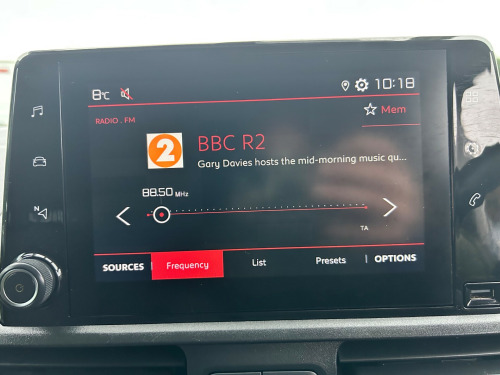 8°C 10:18
RADIO . FM
Mem
2
BBC R2
Gary Davies hosts the mid-morning music qu...
88.50 MHz
TA
SOURCES Frequency List Presets OPTIONS
N